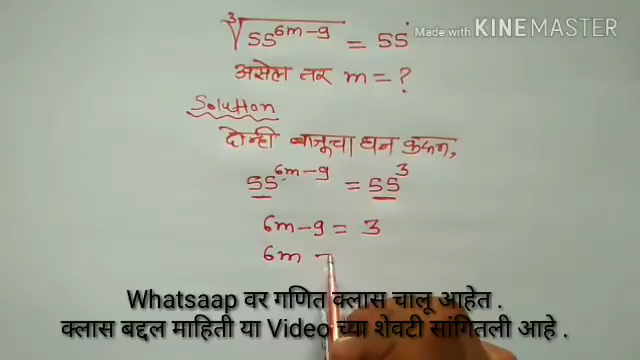 ∛55^(6m-9) = 55
Made with KINEMASTER
असेल तर m = ?
Solution
दोन्ही बाजूचा घन करून,
55^(6m-9) = 55^3
6m-9 = 3
6m
Whatsaap वर गणित क्लास चालू आहेत .
क्लास बद्दल माहिती या Video च्या शेवटी सांगितली आहे .